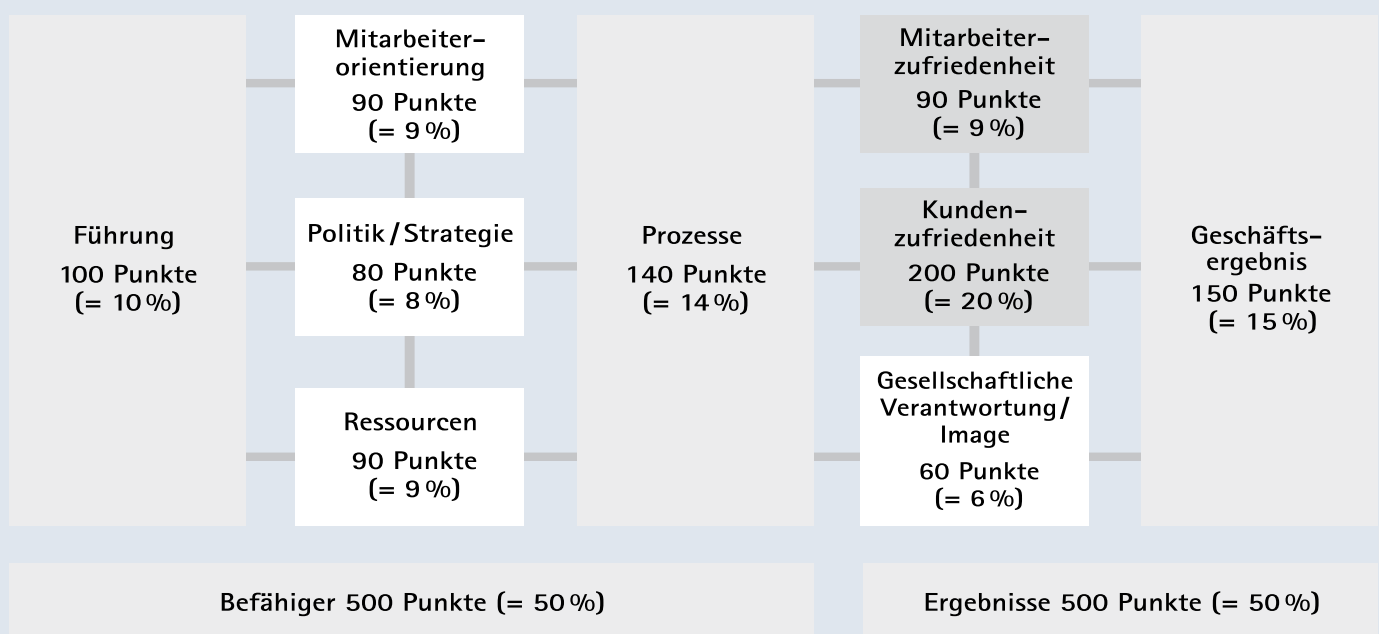 Führung
100 Punkte
(= 10 %)
Mitarbeiter-
orientierung
90 Punkte
(= 9 %)
Politik / Strategie
80 Punkte
(= 8 %)
Ressourcen
90 Punkte
(= 9 %)
Prozesse
140 Punkte
(= 14 %)
Mitarbeiter-
zufriedenheit
90 Punkte
(= 9 %)
Kunden-
zufriedenheit
200 Punkte
(= 20 %)
Gesellschaftliche
Verantwortung/
Image
60 Punkte
(= 6 %)
Geschäfts-
ergebnis
150 Punkte
(= 15 %)
Befähiger 500 Punkte (= 50 %)
Ergebnisse 500 Punkte (= 50 %)